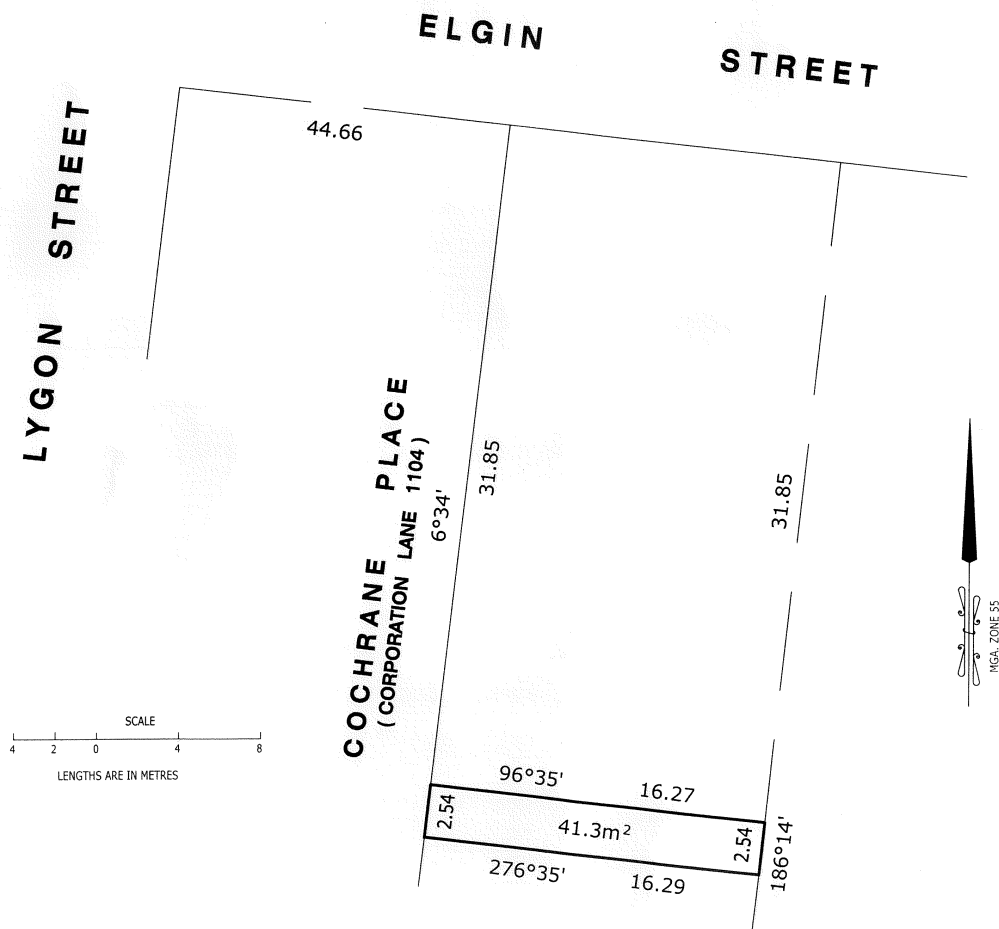 ELGIN STREET
LYGON STREET
44.66
COCHRANE PLACE
(CORPORATION LANE 1104)
6°34'
31.85
31.85
MGA. ZONE 55
SCALE
4 2 0 4 8
LENGTHS ARE IN METRES
96°35' 16.27
2.54
41.3m²
2.54
186°14'
276°35' 16.29